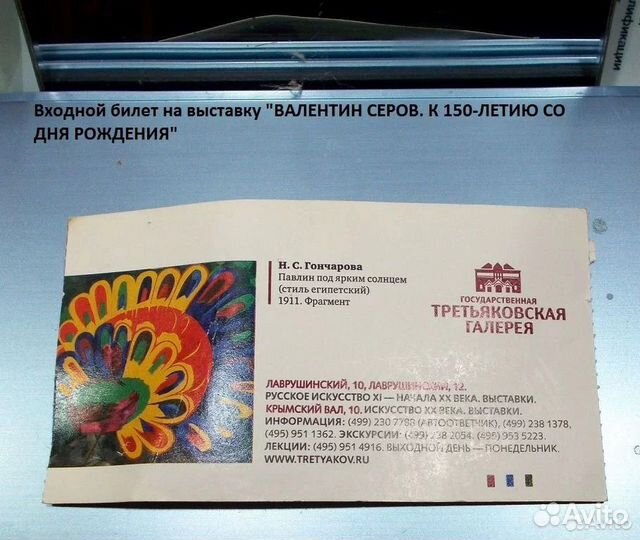 лификации
Входной билет на выставку "ВАЛЕНТИН СЕРОВ. К 150-ЛЕТИЮ СО
ДНЯ РОЖДЕНИЯ"
Н. С. Гончарова
Павлин под ярким солнцем
(стиль египетский)
1911. Фрагмент
ГОСУДАРСТВЕННАЯ
ТРЕТЬЯКОВСКАЯ
ГАЛЕРЕЯ
ЛАВРУШИНСКИЙ, 10, ЛАВРУШИНСКИЙ, 12.
РУССКОЕ ИСКУССТВО XI — НАЧАЛА XX ВЕКА. ВЫСТАВКИ.
КРЫМСКИЙ ВАЛ, 10. ИСКУССТВО XX ВЕКА. ВЫСТАВКИ.
ИНФОРМАЦИЯ: (499) 230 7788 (АВТООТВЕТЧИК), (499) 238 1378,
(495) 951 1362. ЭКСКУРСИИ: (499) 238 2054, (495) 953 5223.
ЛЕКЦИИ: (495) 951 4916. ВЫХОДНОЙ ДЕНЬ — ПОНЕДЕЛЬНИК.
WWW.TRETYAKOV.RU
Avito